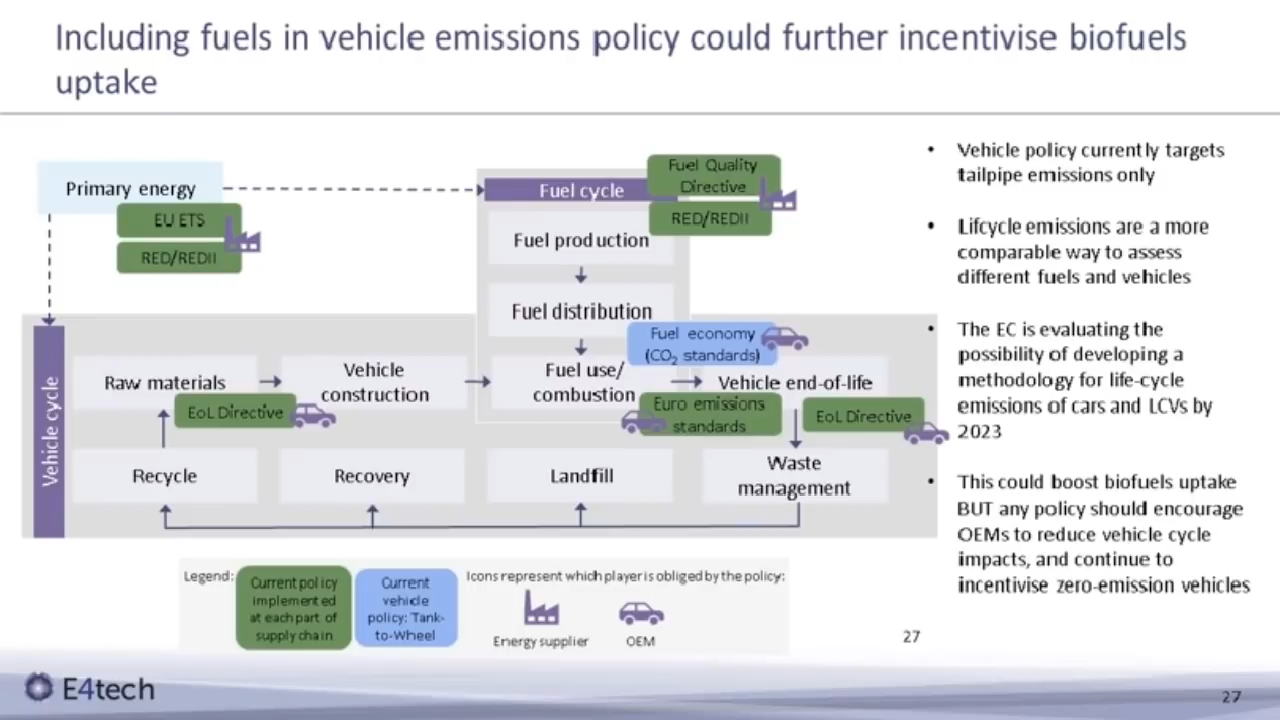 Including fuels in vehicle emissions policy could further incentivise biofuels
uptake
Primary energy
EU ETS
RED/REDII
Fuel cycle
Fuel Quality
Directive
RED/REDII
Fuel production
Fuel distribution
Fuel economy
(CO2 standards)
Vehicle cycle
Raw materials
Vehicle
construction
Fuel use/
combustion
Vehicle end-of-life
EoL Directive
Euro emissions
standards
EoL Directive
Recycle
Recovery
Landfill
Waste
management
Legend:
Current policy
implemented
at each part of
supply chain
Current
vehicle
policy: Tank-
to-Wheel
Icons represent which player is obliged by the policy:
Energy supplier
OEM
• Vehicle policy currently targets
tailpipe emissions only
• Lifcycle emissions are a more
comparable way to assess
different fuels and vehicles
• The EC is evaluating the
possibility of developing a
methodology for life-cycle
emissions of cars and LCVs by
2023
• This could boost biofuels uptake
BUT any policy should encourage
OEMs to reduce vehicle cycle
impacts, and continue to
incentivise zero-emission vehicles
27
E4tech
27